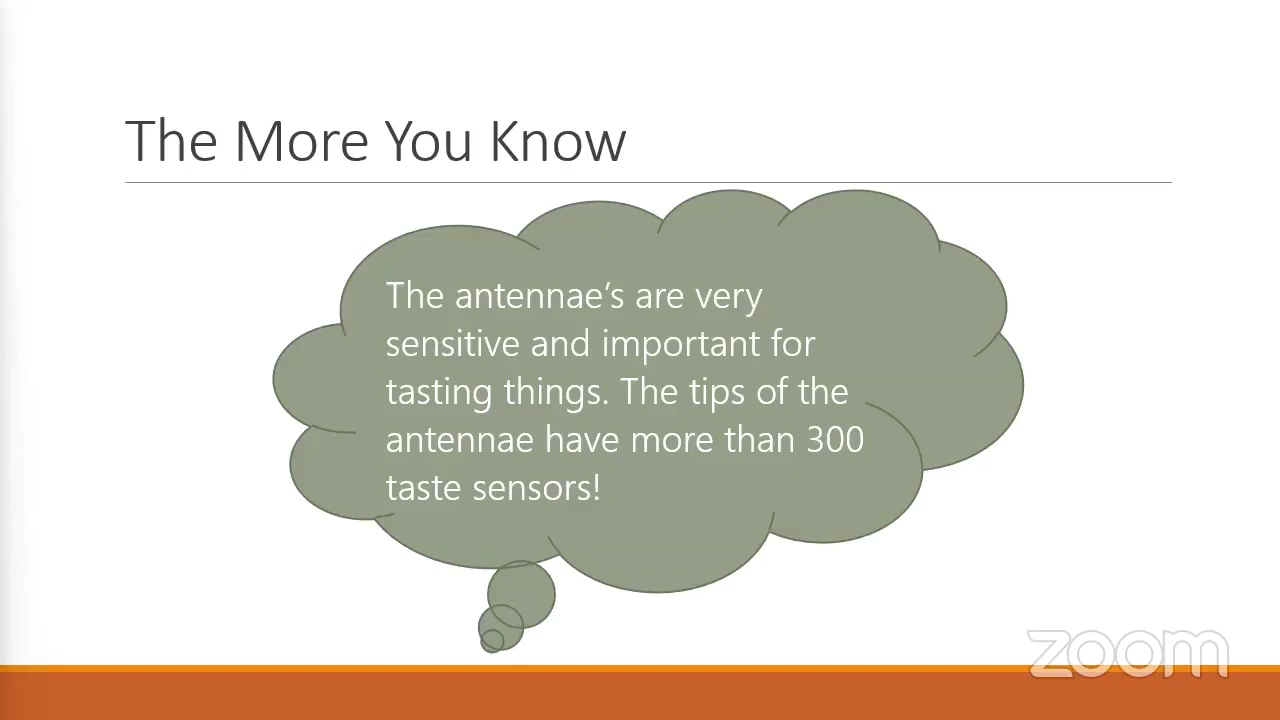 The More You Know
The antennae’s are very
sensitive and important for
tasting things. The tips of the
antennae have more than 300
taste sensors!
zoom